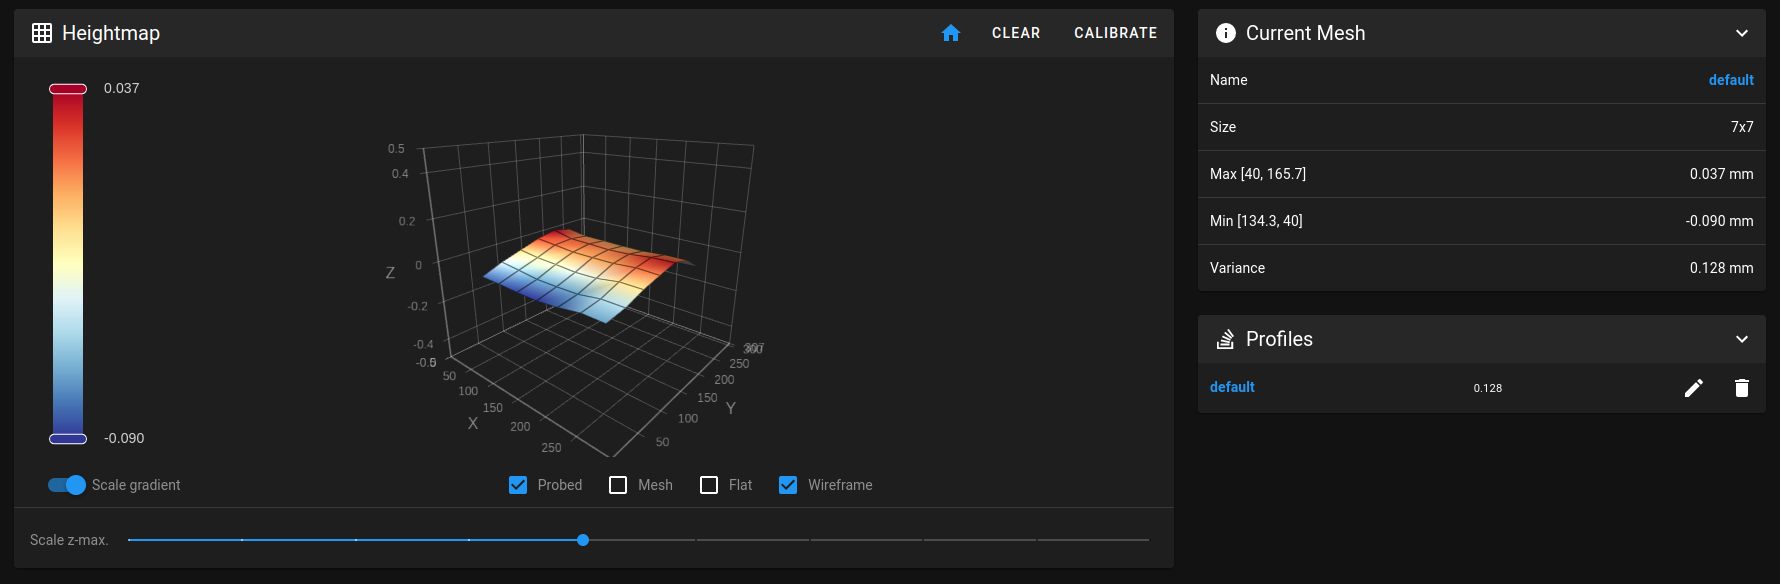 Heightmap
CLEAR
CALIBRATE
0.037
-0.090
0.5
0.4
0.2
0
-0.2
-0.4
Z
50
100
150
200
250
X
50
100
150
200
250
Y
Scale gradient
Probed
Mesh
Flat
Wireframe
Scale z-max.
Current Mesh
Name default
Size 7x7
Max [40, 165.7] 0.037 mm
Min [134.3, 40] -0.090 mm
Variance 0.128 mm
Profiles
default 0.128